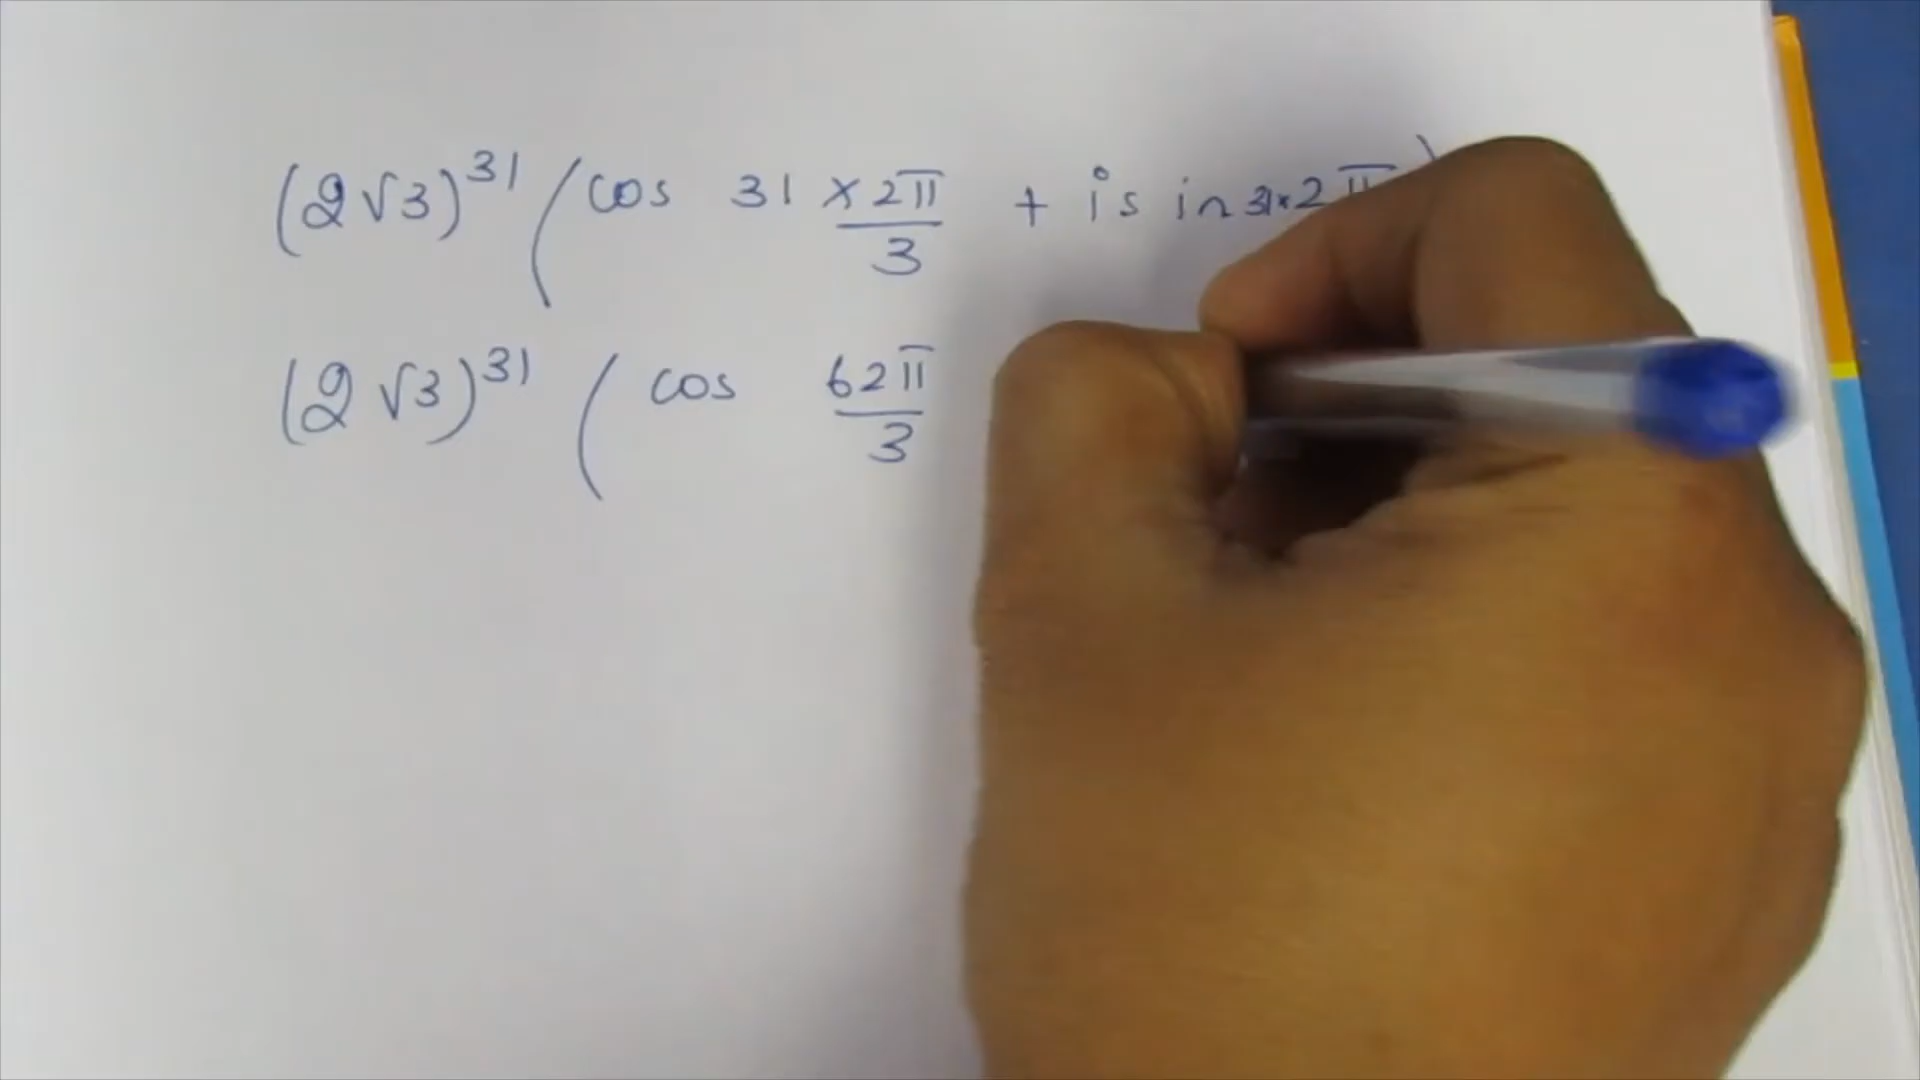 (2√3)^31 (cos 31 × 2π/3 + i sin 31×2π
(2√3)^31 (cos 62π/3